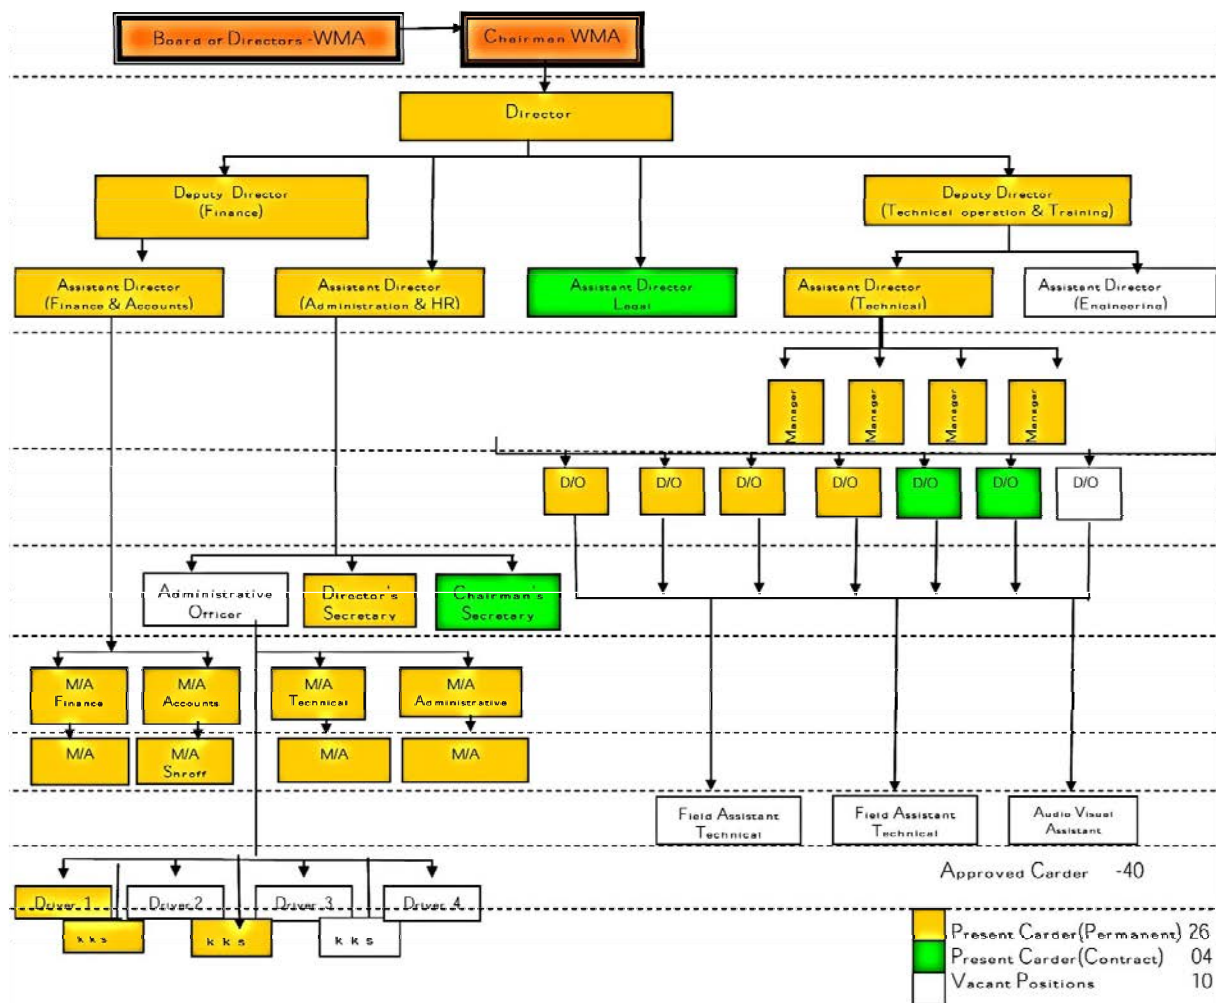 Board of Directors -WMA
Chairman WMA
Director
Deputy Director
(Finance)
Deputy Director
(Technical operation & Training)
Assistant Director
(Finance & Accounts)
Assistant Director
(Administration & HR)
Assistant Director
Legal
Assistant Director
(Technical)
Assistant Director
(Engineering)
Manager
Manager
Manager
Manager
D/O
D/O
D/O
D/O
D/O
D/O
D/O
Administrative
Officer
Director's
Secretary
Chairman's
Secretary
M/A
Finance
M/A
Accounts
M/A
Technical
M/A
Administrative
M/A
M/A
Shroff
M/A
M/A
Field Assistant
Technical
Field Assistant
Technical
Audio Visual
Assistant
Approved Carder -40
Driver 1
Driver 2
Driver 3
Driver 4
k k s
k k s
k k s
Present Carder(Permanent) 26
Present Carder(Contract) 04
Vacant Positions 10